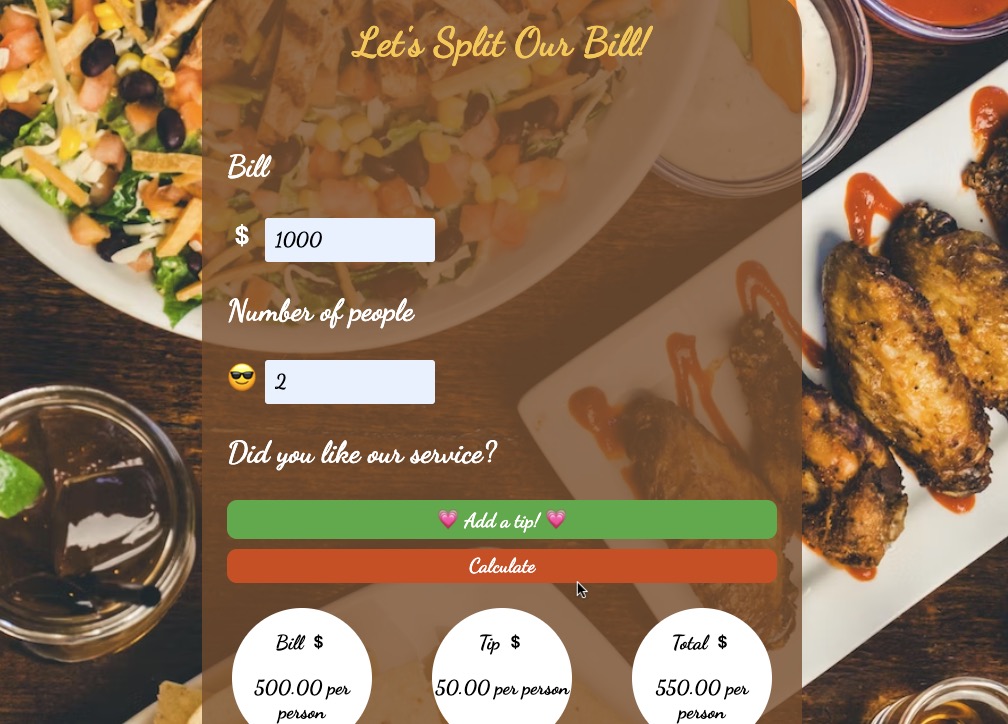 Let's Split Our Bill!
Bill
$ 1000
Number of people
2
Did you like our service?
Add a tip!
Calculate
Bill $
500.00 per
person
Tip $
50.00 per person
Total $
550.00 per
person